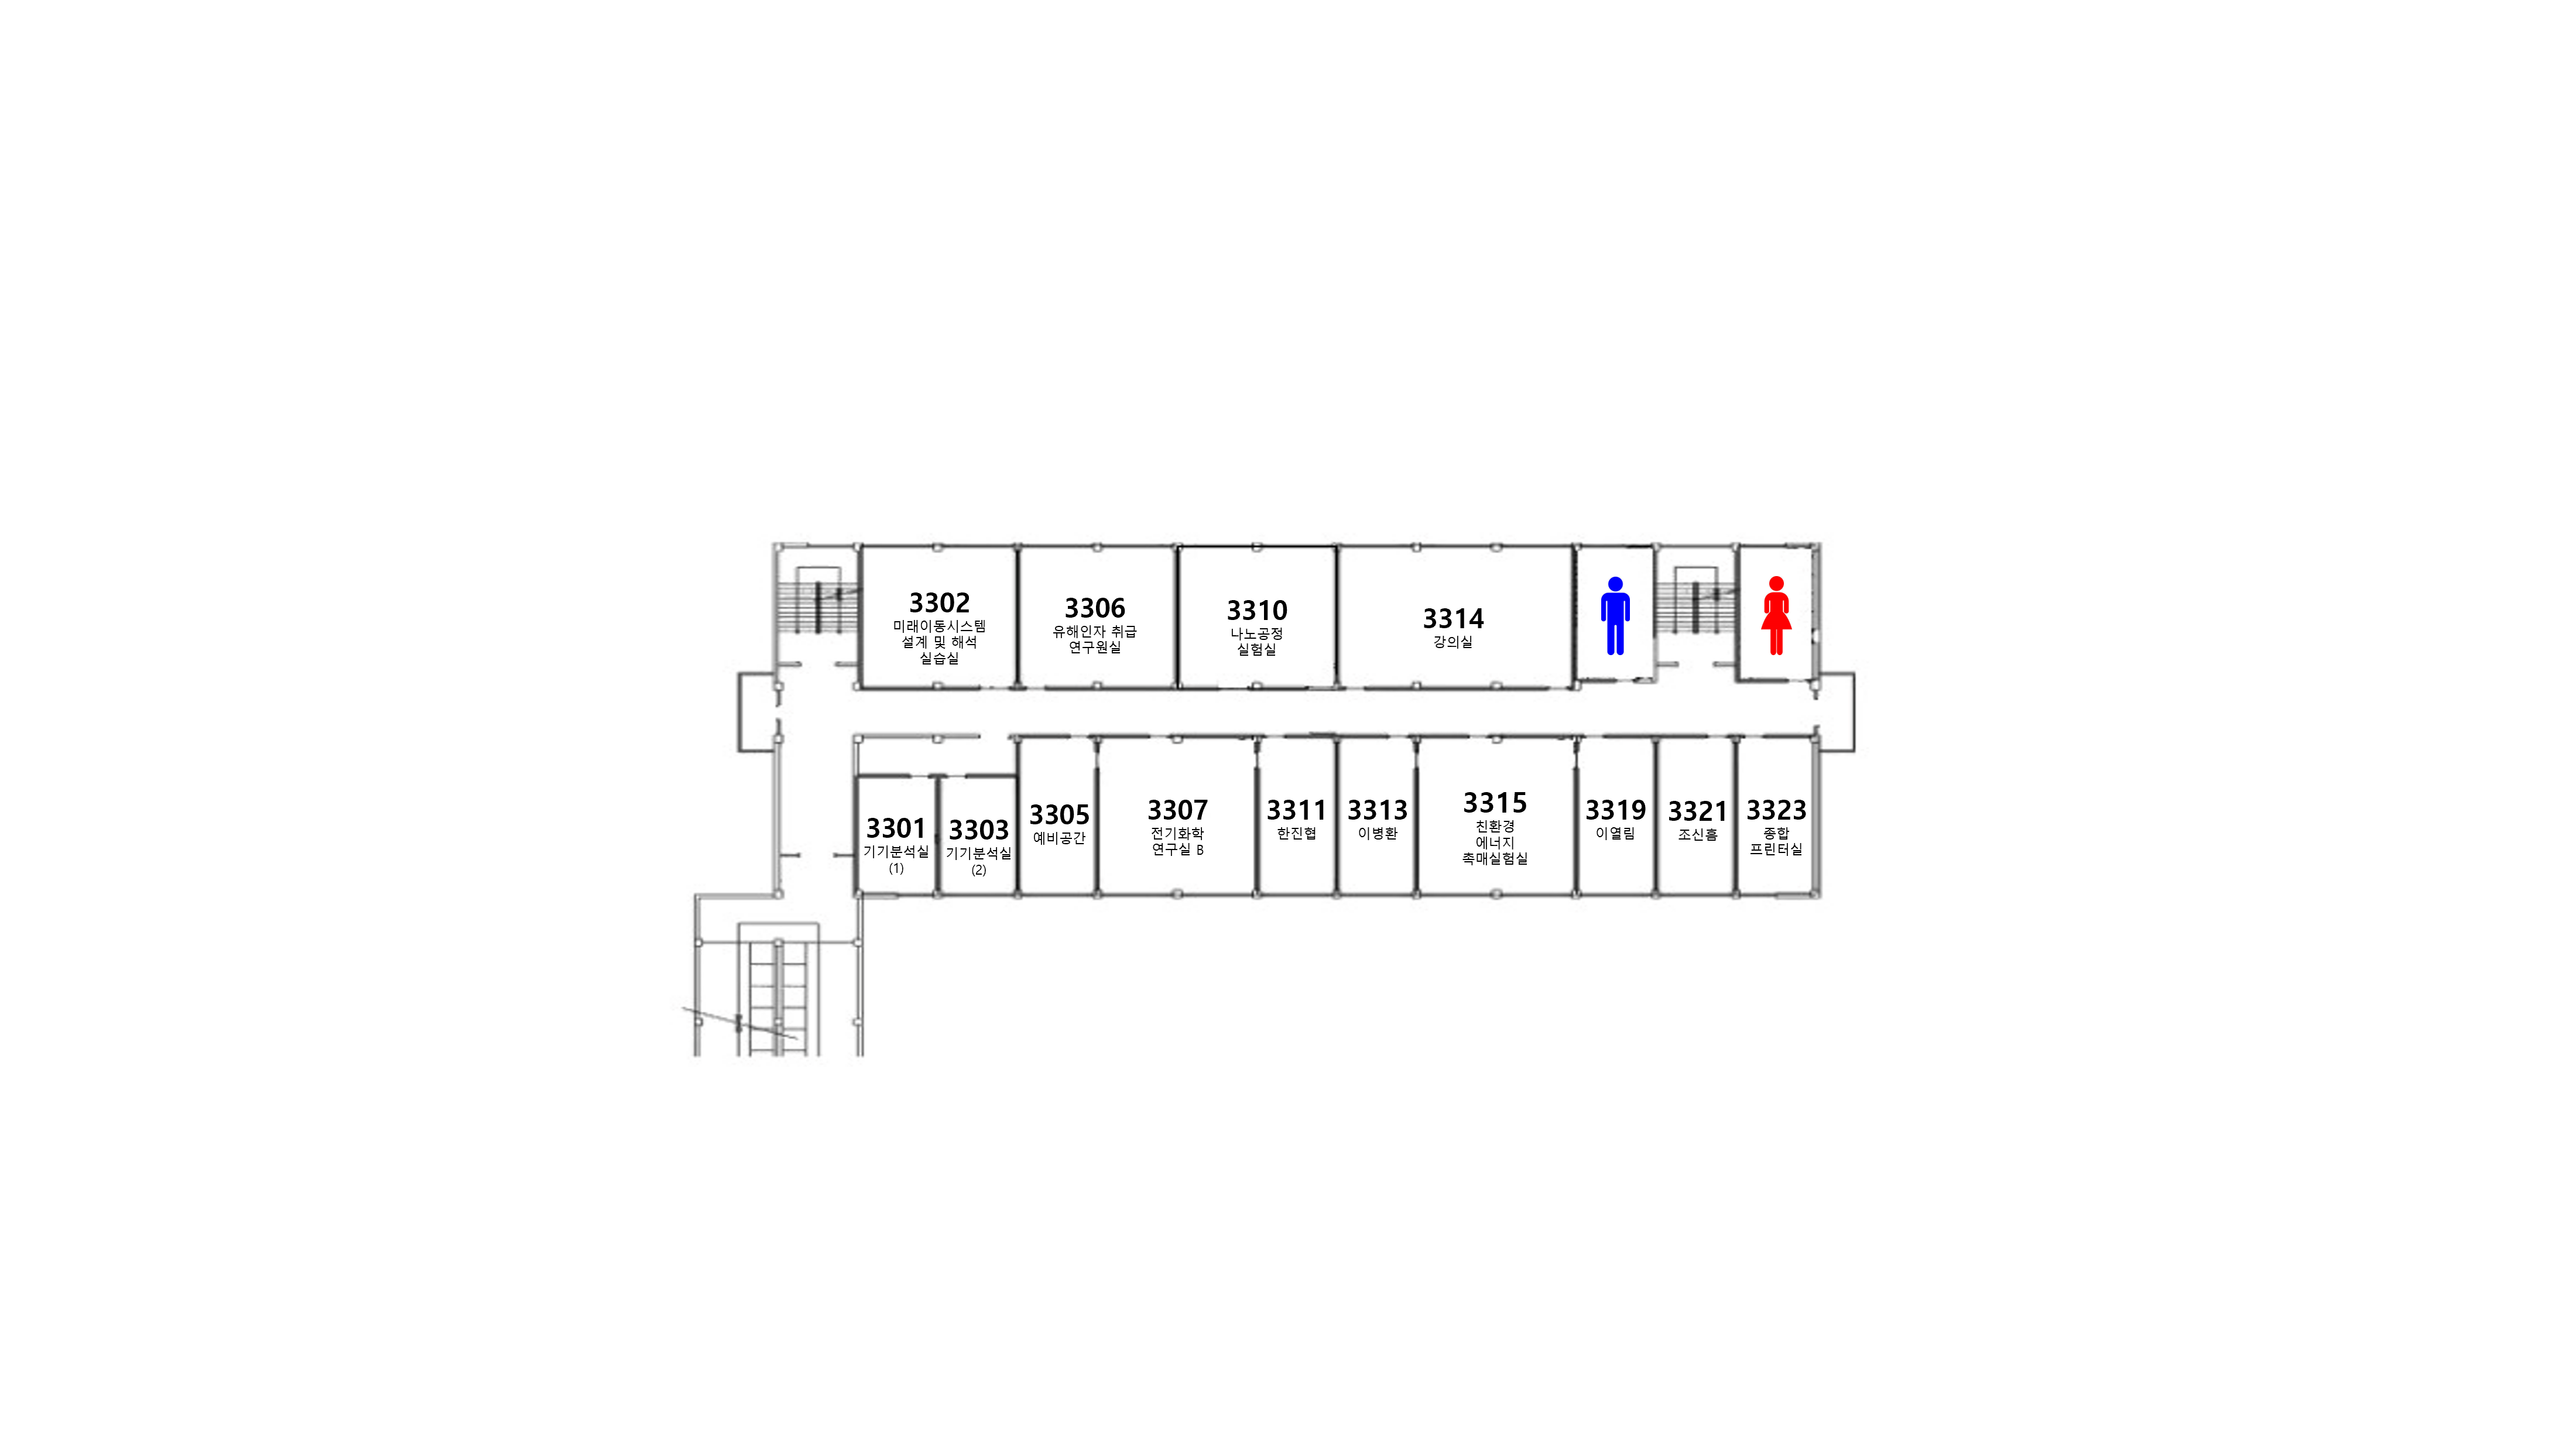 3302
미래이동시스템
설계 및 해석
실습실
3306
유해인자 취급
연구원실
3310
나노공정
실험실
3314
강의실
3301
기기분석실
(1)
3303
기기분석실
(2)
3305
예비공간
3307
전기화학
연구실 B
3311
한진협
3313
이병환
3315
친환경
에너지
촉매실험실
3319
이열림
3321
조신흠
3323
종합
프린터실